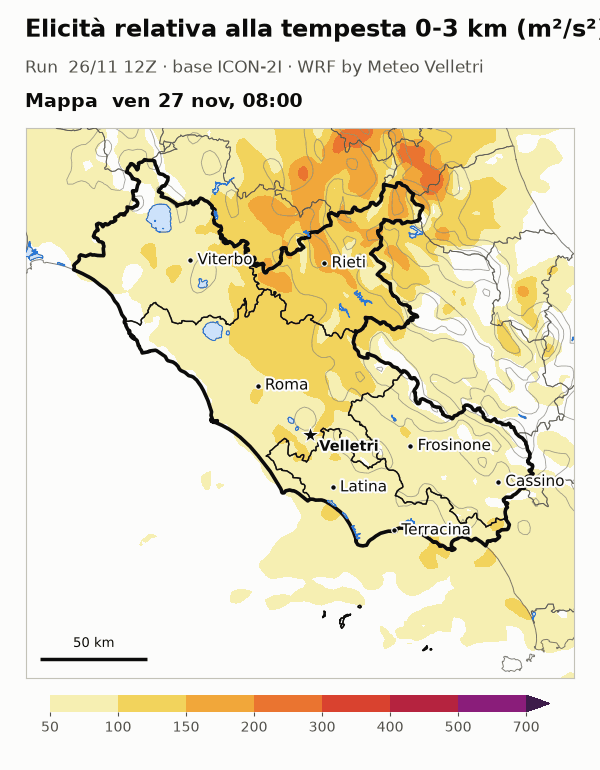 Elicità relativa alla tempesta 0-3 km (m²/s²)
Run  26/11 12Z · base ICON-2I · WRF by Meteo Velletri
Mappa  ven 27 nov, 08:00
Viterbo
Rieti
Roma
Velletri
Frosinone
Cassino
Latina
Terracina
50 km
50 100 150 200 300 400 500 700